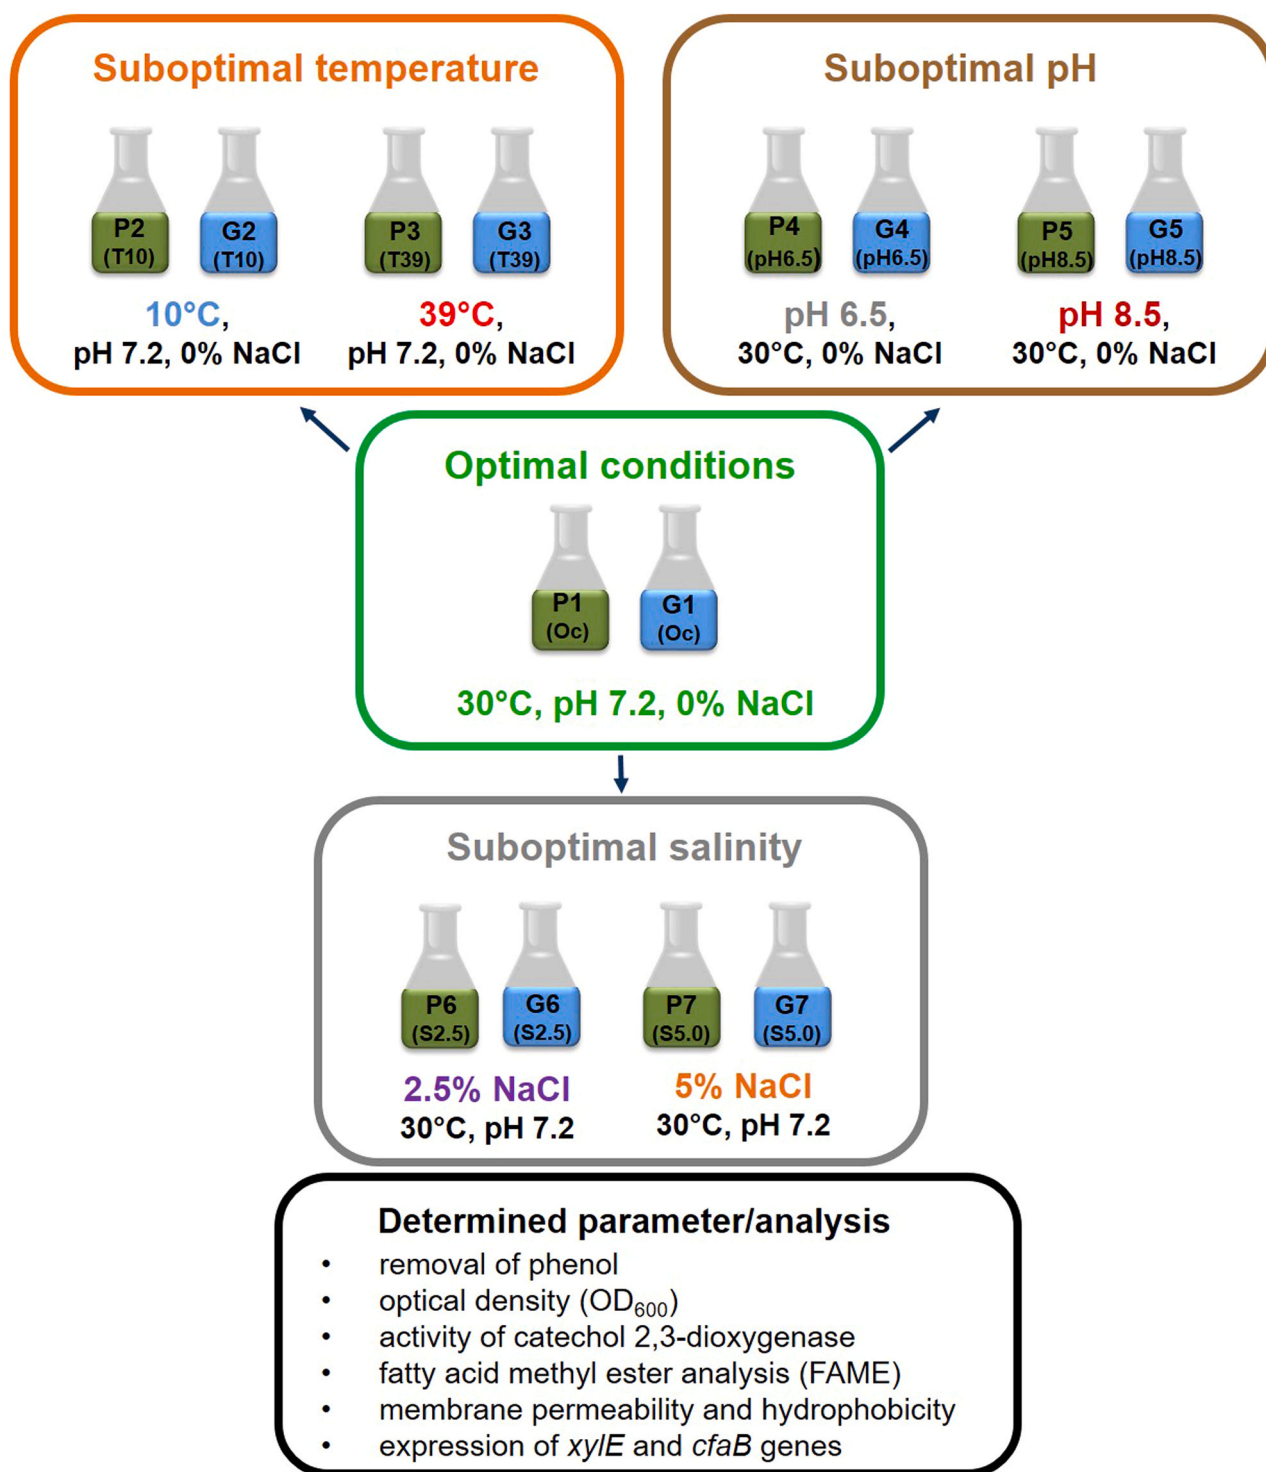 Suboptimal temperature
P2
(T10)
G2
(T10)
P3
(T39)
G3
(T39)
10°C,
pH 7.2, 0% NaCl
39°C,
pH 7.2, 0% NaCl
Suboptimal pH
P4
(pH6.5)
G4
(pH6.5)
P5
(pH8.5)
G5
(pH8.5)
pH 6.5,
30°C, 0% NaCl
pH 8.5,
30°C, 0% NaCl
Optimal conditions
P1
(Oc)
G1
(Oc)
30°C, pH 7.2, 0% NaCl
Suboptimal salinity
P6
(S2.5)
G6
(S2.5)
P7
(S5.0)
G7
(S5.0)
2.5% NaCl
30°C, pH 7.2
5% NaCl
30°C, pH 7.2
Determined parameter/analysis
• removal of phenol
• optical density (OD600)
• activity of catechol 2,3-dioxygenase
• fatty acid methyl ester analysis (FAME)
• membrane permeability and hydrophobicity
• expression of xylE and cfaB genes